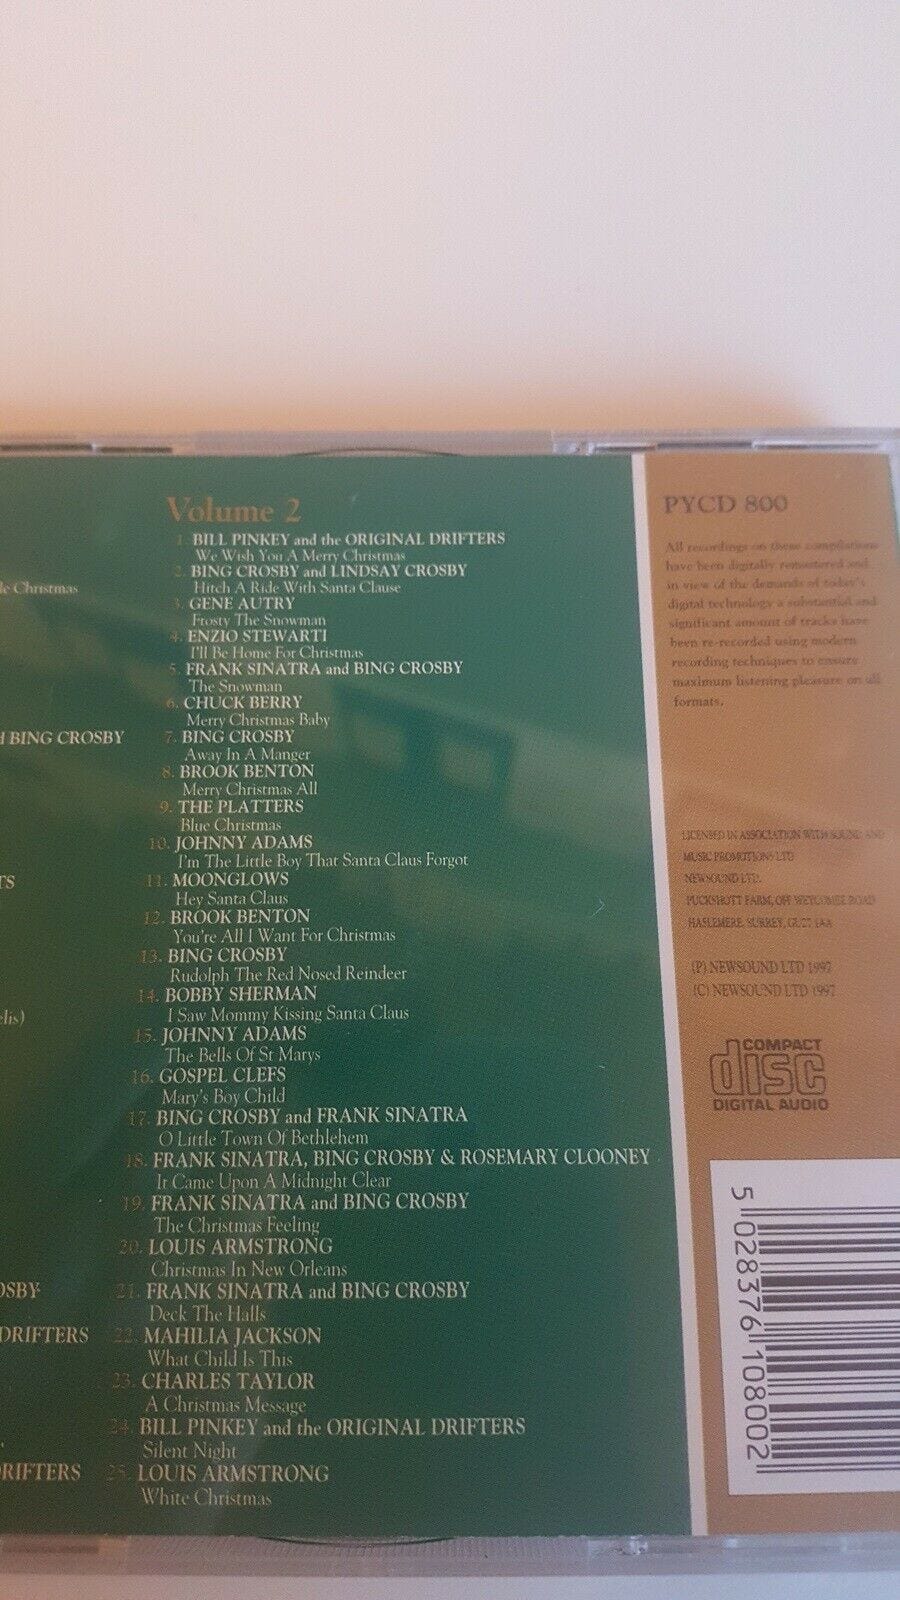 le Christmas
H BING CROSBY
TS
elis)
OSBY
DRIFTERS
DRIFTERS
Volume 2
1. BILL PINKEY and the ORIGINAL DRIFTERS
We Wish You A Merry Christmas
2. BING CROSBY and LINDSAY CROSBY
Hitch A Ride With Santa Clause
3. GENE AUTRY
Frosty The Snowman
4. ENZIO STEWARTI
I'll Be Home For Christmas
5. FRANK SINATRA and BING CROSBY
The Snowman
6. CHUCK BERRY
Merry Christmas Baby
7. BING CROSBY
Away In A Manger
8. BROOK BENTON
Merry Christmas All
9. THE PLATTERS
Blue Christmas
10. JOHNNY ADAMS
I'm The Little Boy That Santa Claus Forgot
11. MOONGLOWS
Hey Santa Claus
12. BROOK BENTON
You're All I Want For Christmas
13. BING CROSBY
Rudolph The Red Nosed Reindeer
14. BOBBY SHERMAN
I Saw Mommy Kissing Santa Claus
15. JOHNNY ADAMS
The Bells Of St Marys
16. GOSPEL CLEFS
Mary's Boy Child
17. BING CROSBY and FRANK SINATRA
O Little Town Of Bethlehem
18. FRANK SINATRA, BING CROSBY & ROSEMARY CLOONEY
It Came Upon A Midnight Clear
19. FRANK SINATRA and BING CROSBY
The Christmas Feeling
20. LOUIS ARMSTRONG
Christmas In New Orleans
21. FRANK SINATRA and BING CROSBY
Deck The Halls
22. MAHILIA JACKSON
What Child Is This
23. CHARLES TAYLOR
A Christmas Message
24. BILL PINKEY and the ORIGINAL DRIFTERS
Silent Night
25. LOUIS ARMSTRONG
White Christmas
PYCD 800
All recordings on these compilations
have been digitally remastered and
in view of the demands of today's
digital technology a substantial and
significant amount of tracks have
been re-recorded using modern
recording techniques to ensure
maximum listening pleasure on all
formats.
LICENSED IN ASSOCIATION WITH SOUND AND
MUSIC PROMOTIONS LTD
NEWSOUND LTD.
PUCKSHOTT FARM, OFF WEYCOMBE ROAD
HASLEMERE, SURREY, GU27 1AA
(P) NEWSOUND LTD 1997
(C) NEWSOUND LTD 1997
COMPACT
disc
DIGITAL AUDIO
5 028376 108002